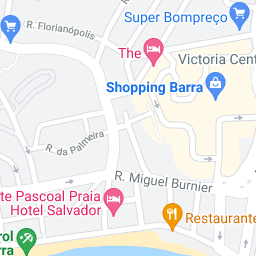 Super Bompreço
R. Florianópolis
The
Victoria Cent
Shopping Barra
R. da Palmeira
R. Miguel Burnier
te Pascoal Praia
Hotel Salvador
Restaurante
rol
rra